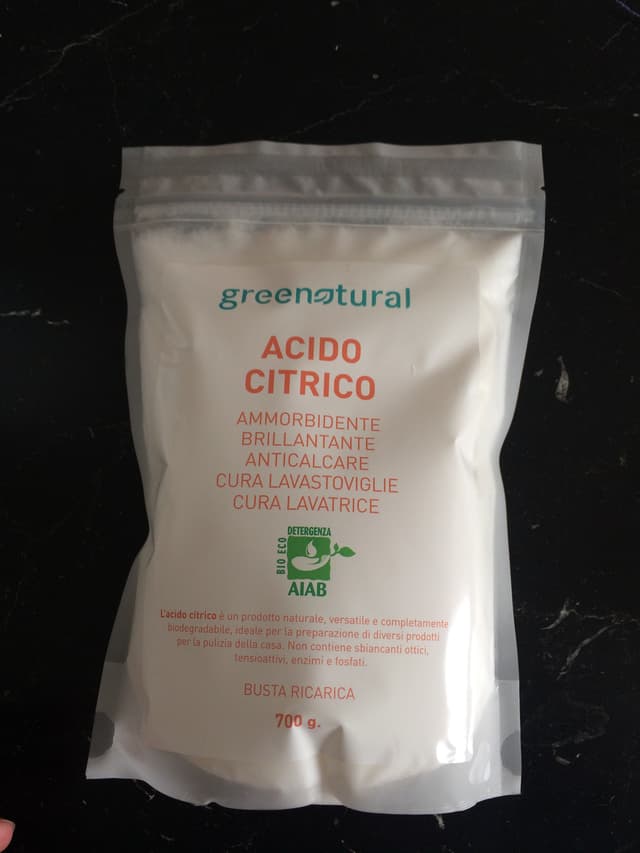 greenatural
ACIDO
CITRICO
AMMORBIDENTE
BRILLANTANTE
ANTICALCARE
CURA LAVASTOVIGLIE
CURA LAVATRICE
DETERGENZA
BIO ECO
AIAB
L'acido citrico è un prodotto naturale, versatile e completamente
biodegradabile, ideale per la preparazione di diversi prodotti
per la pulizia della casa. Non contiene sbiancanti ottici,
tensioattivi, enzimi e fosfati.
BUSTA RICARICA
700 g.